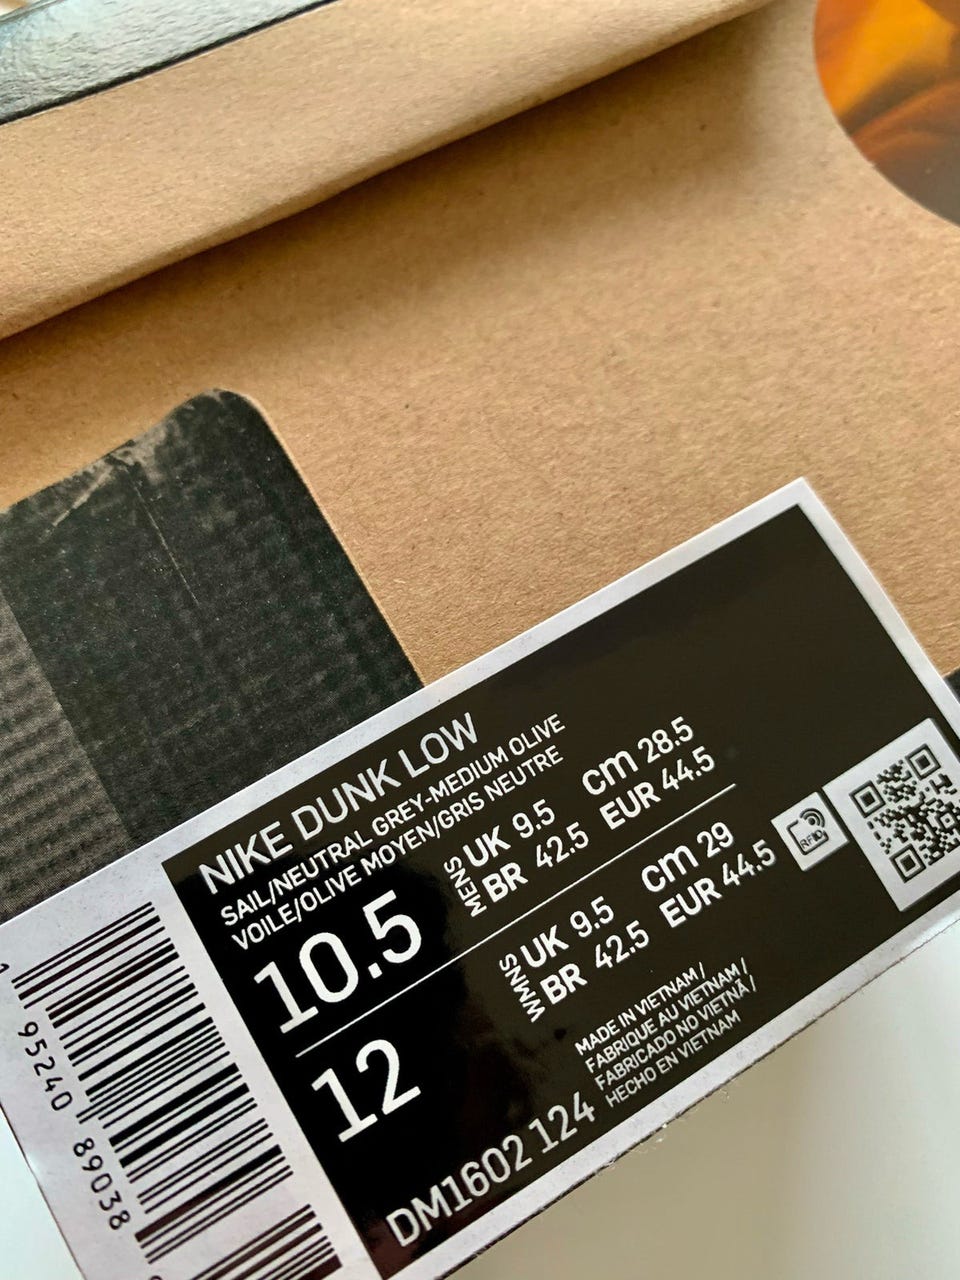 NIKE DUNK LOW
SAIL/NEUTRAL GREY-MEDIUM OLIVE
VOILE/OLIVE MOYEN/GRIS NEUTRE
10.5
MENS
UK 9.5 cm 28.5
BR 42.5 EUR 44.5
12
WMNS
UK 9.5 cm 29
BR 42.5 EUR 44.5
RFID
MADE IN VIETNAM /
FABRIQUE AU VIETNAM /
FABRICADO NO VIETNÃ /
HECHO EN VIETNAM
DM1602 124
1 95240 89038